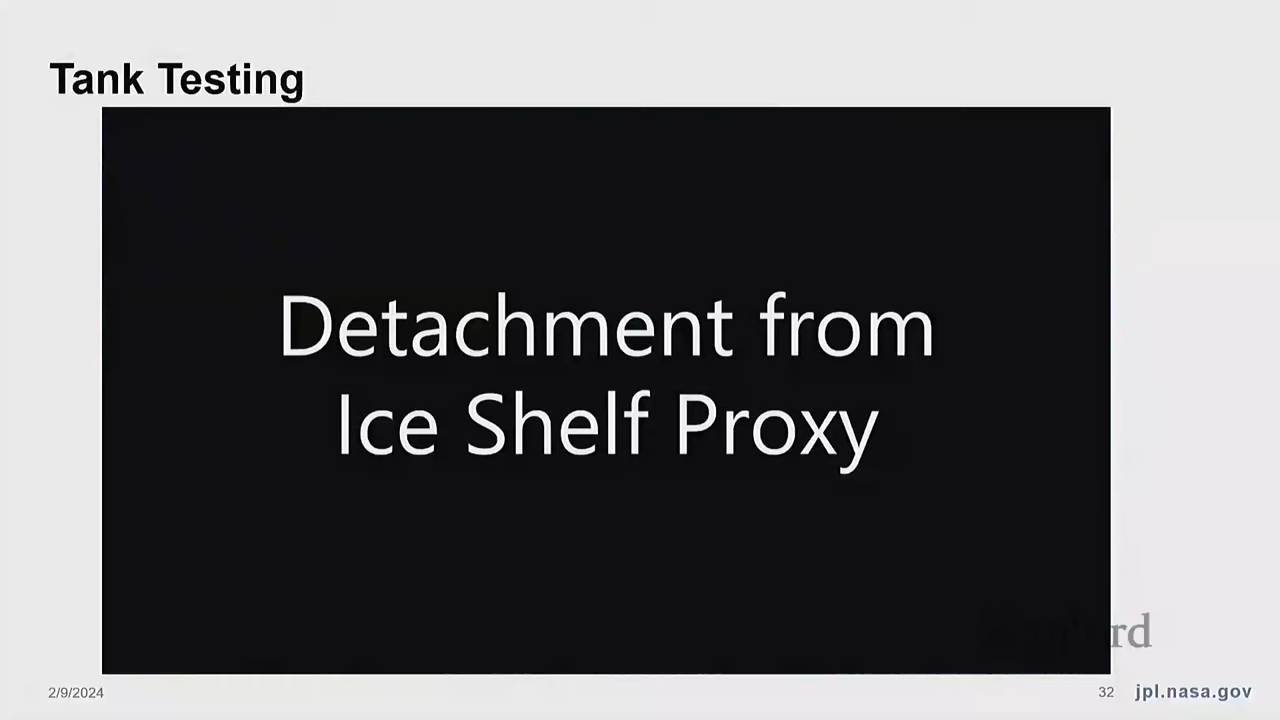 Tank Testing
Detachment from
Ice Shelf Proxy
2/9/2024
32
jpl.nasa.gov